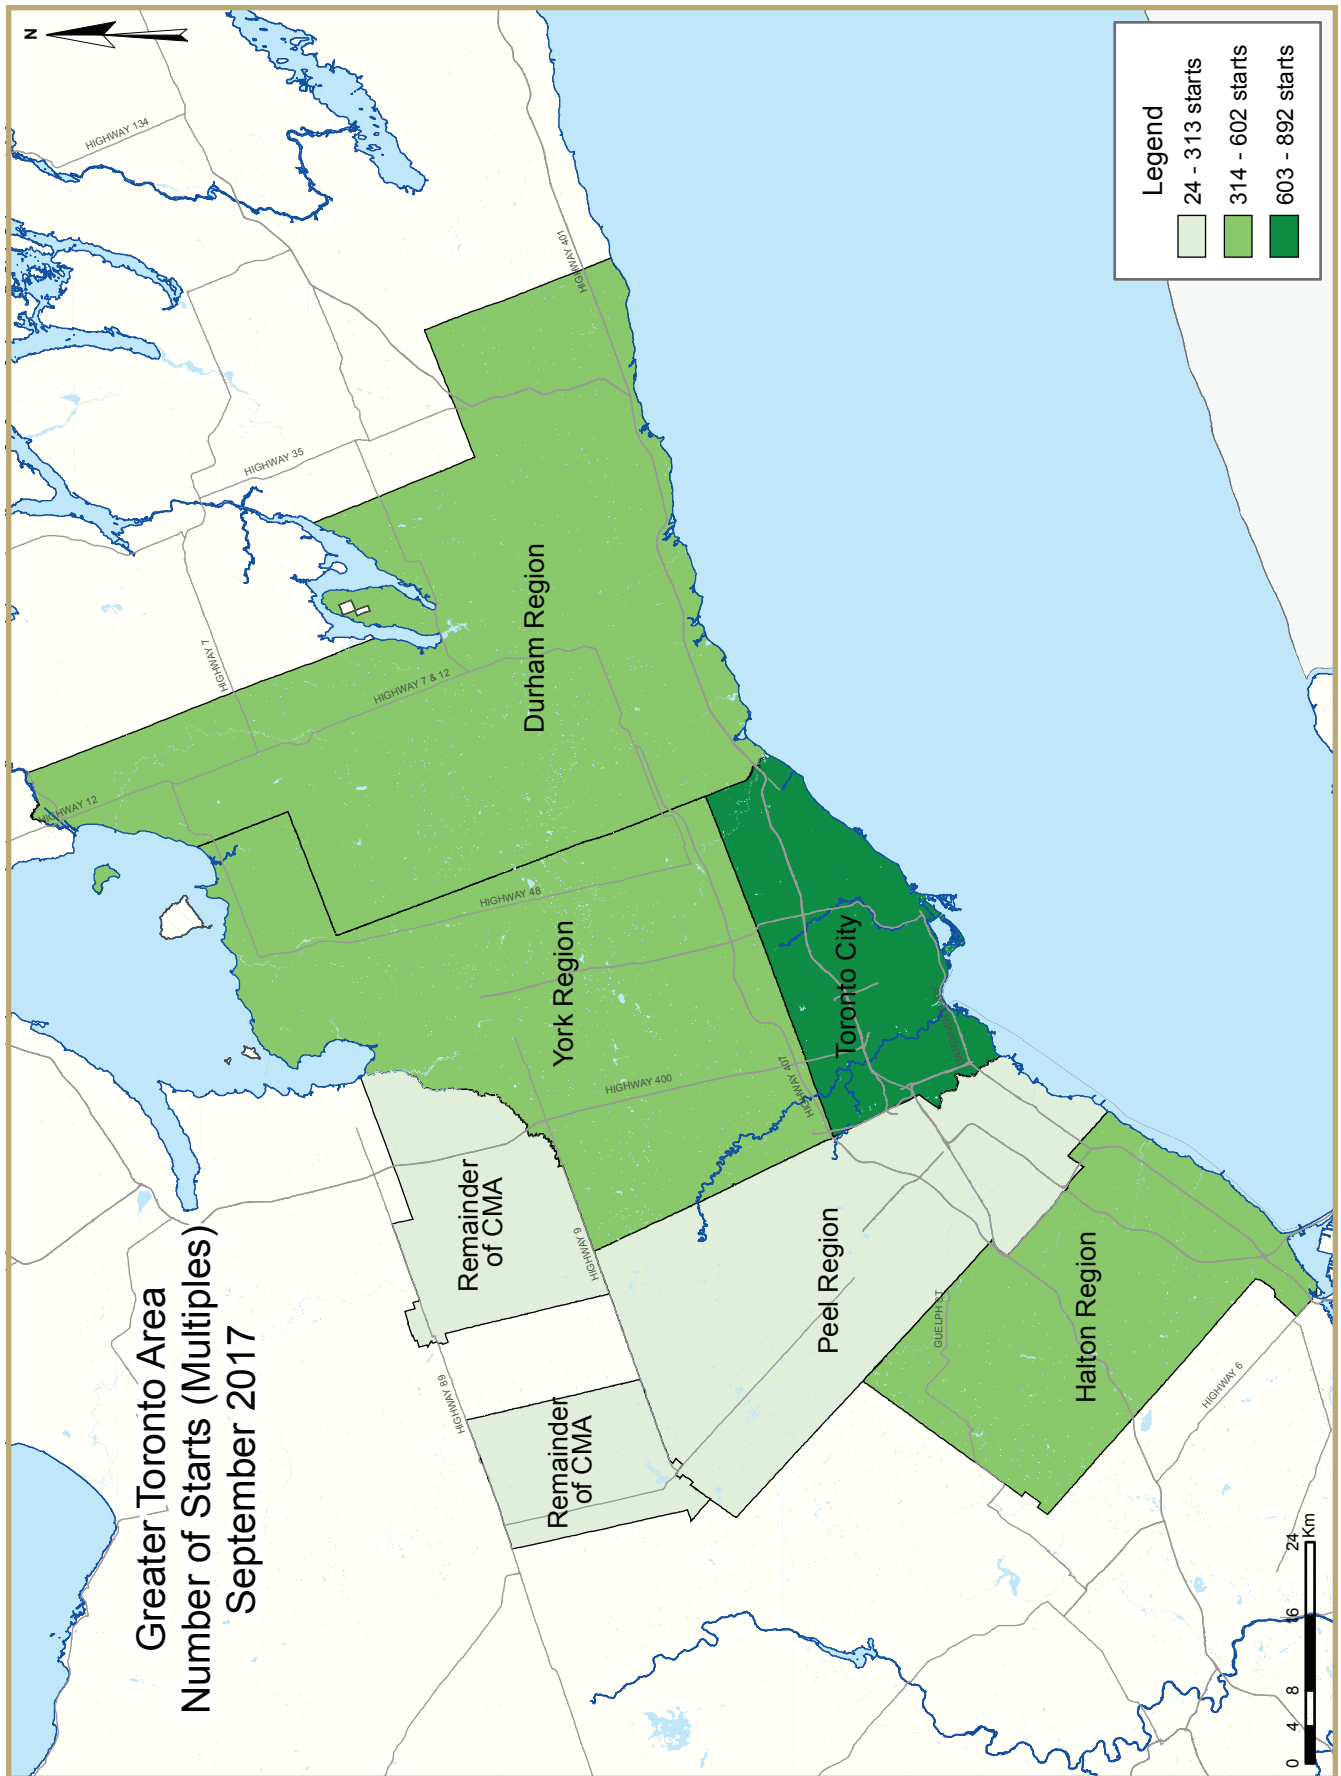 Greater Toronto Area
Number of Starts (Multiples)
September 2017
N
Legend
24 - 313 starts
314 - 602 starts
603 - 892 starts
HIGHWAY 134
HIGHWAY 401
HIGHWAY 35
HIGHWAY 7
HIGHWAY 7 & 12
HIGHWAY 12
Durham Region
HIGHWAY 48
York Region
HIGHWAY 400
HIGHWAY 407
Toronto City
Remainder
of CMA
HIGHWAY 9
HIGHWAY 89
Remainder
of CMA
Peel Region
GUELPH ST
Halton Region
HIGHWAY 6
0 4 8 16 24
Km